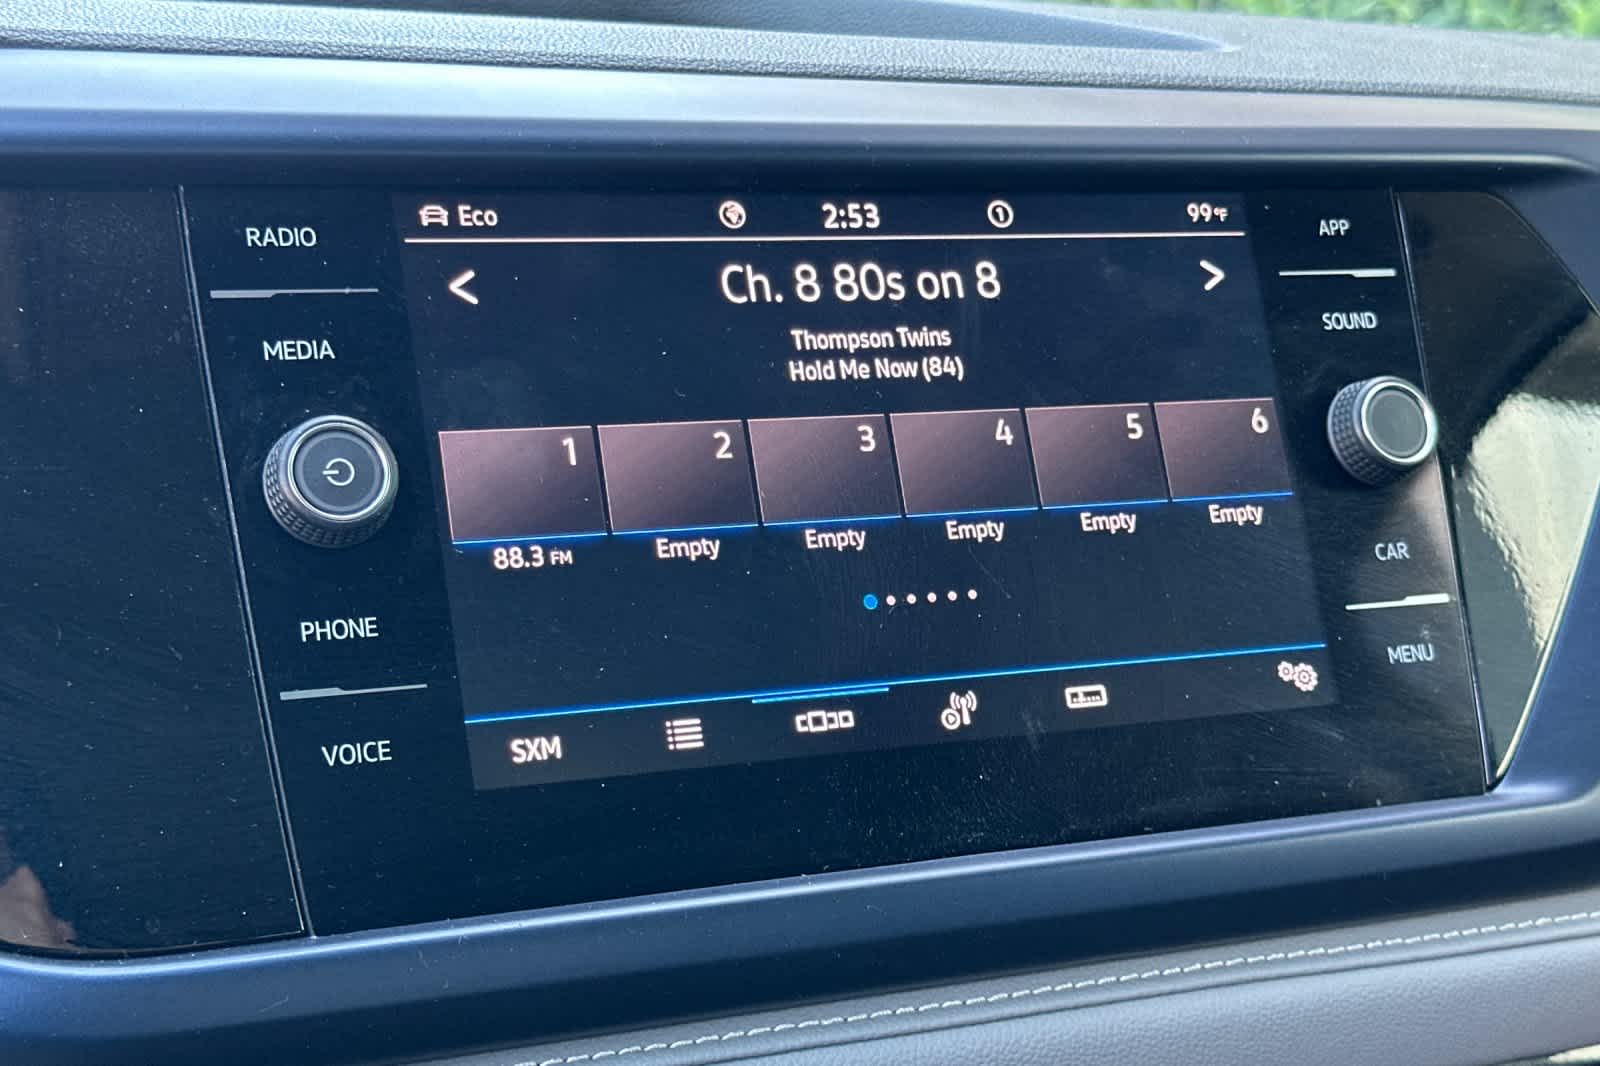 RADIO
MEDIA
PHONE
VOICE
Eco
2:53
1
99°F
Ch. 8 80s on 8
Thompson Twins
Hold Me Now (84)
1 2 3 4 5 6
88.3 FM Empty Empty Empty Empty Empty
SXM
APP
SOUND
CAR
MENU